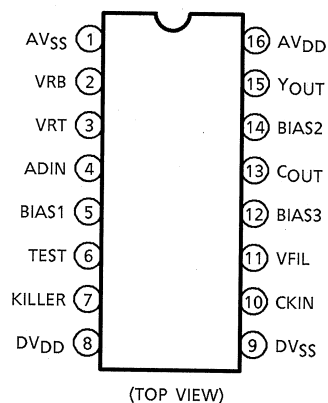 AVSS 1 16 AVDD
VRB 2 15 YOUT
VRT 3 14 BIAS2
ADIN 4 13 COUT
BIAS1 5 12 BIAS3
TEST 6 11 VFIL
KILLER 7 10 CKIN
DVDD 8 9 DVSS
(TOP VIEW)